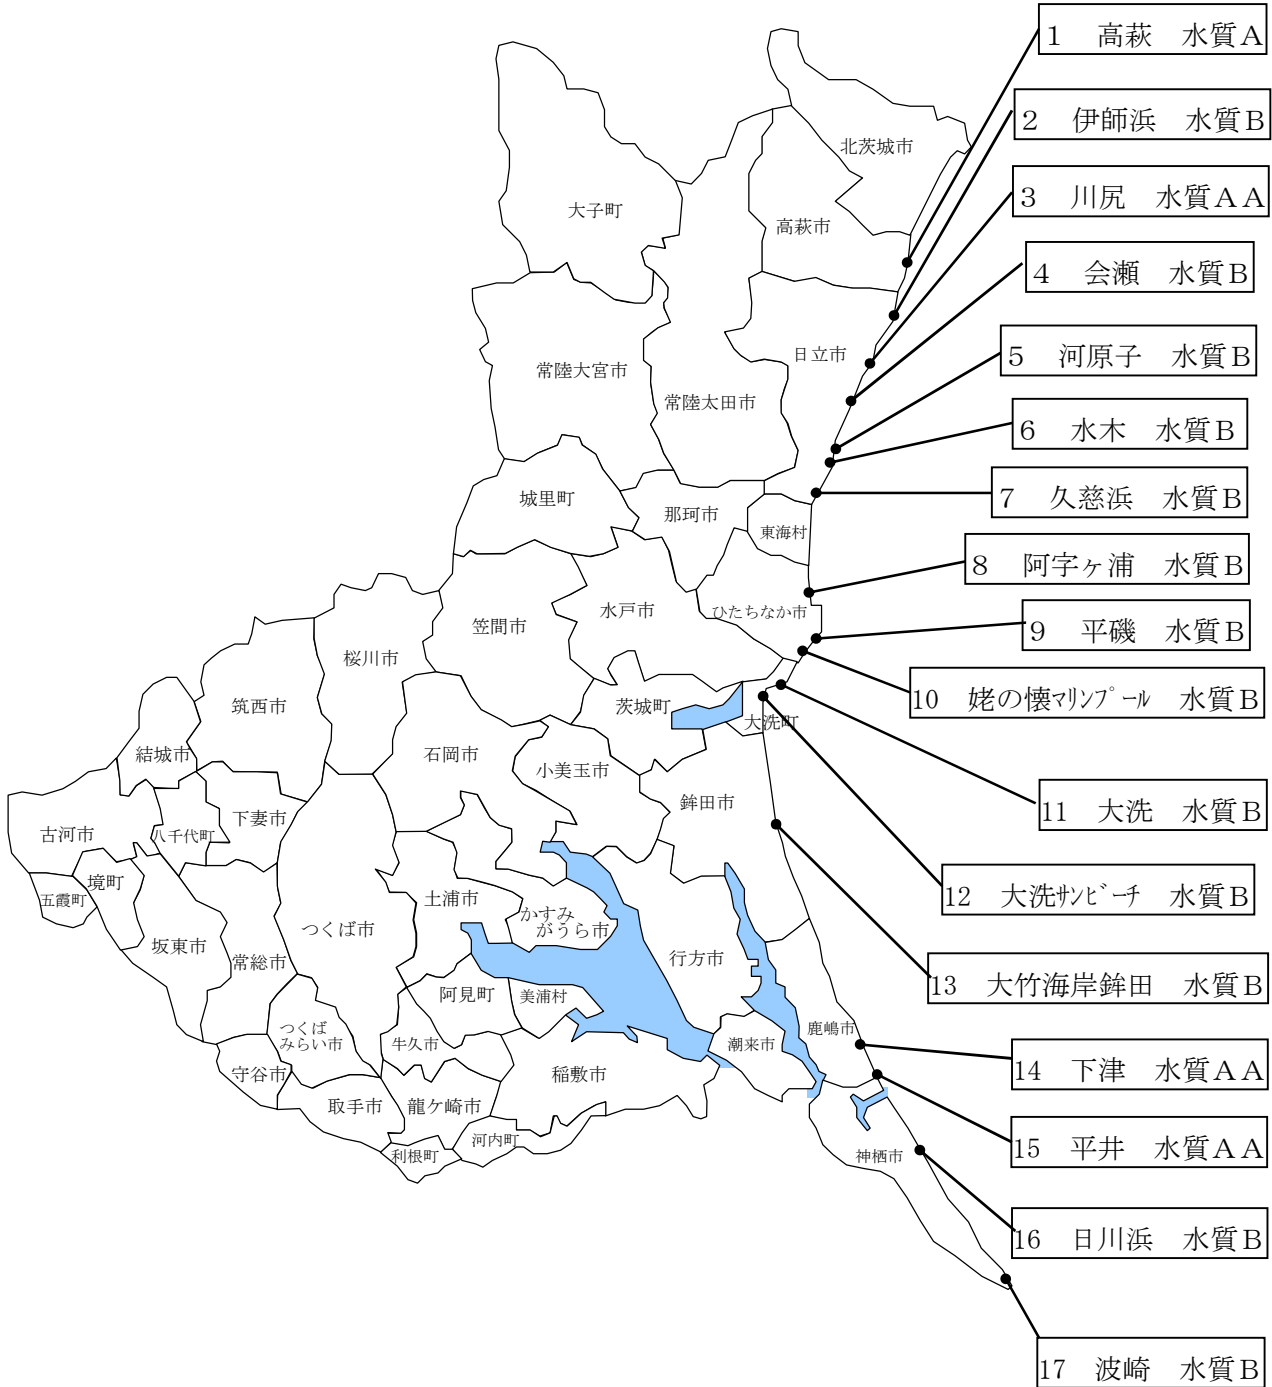 1　高萩　水質A
2　伊師浜　水質B
3　川尻　水質AA
4　会瀬　水質B
5　河原子　水質B
6　水木　水質B
7　久慈浜　水質B
8　阿字ヶ浦　水質B
9　平磯　水質B
10　姥の懐ﾏﾘﾝﾌﾟｰﾙ　水質B
11　大洗　水質B
12　大洗ｻﾝﾋﾞｰﾁ　水質B
13　大竹海岸鉾田　水質B
14　下津　水質AA
15　平井　水質AA
16　日川浜　水質B
17　波崎　水質B
北茨城市
大子町
高萩市
日立市
常陸大宮市
常陸太田市
城里町
那珂市
東海村
ひたちなか市
水戸市
笠間市
桜川市
筑西市
茨城町
大洗町
結城市
石岡市
小美玉市
鉾田市
古河市
八千代町
下妻市
境町
五霞町
土浦市
かすみ
がうら市
つくば市
坂東市
常総市
行方市
阿見町
美浦村
つくば
みらい市
牛久市
鹿嶋市
潮来市
守谷市
稲敷市
取手市
龍ケ崎市
河内町
利根町
神栖市